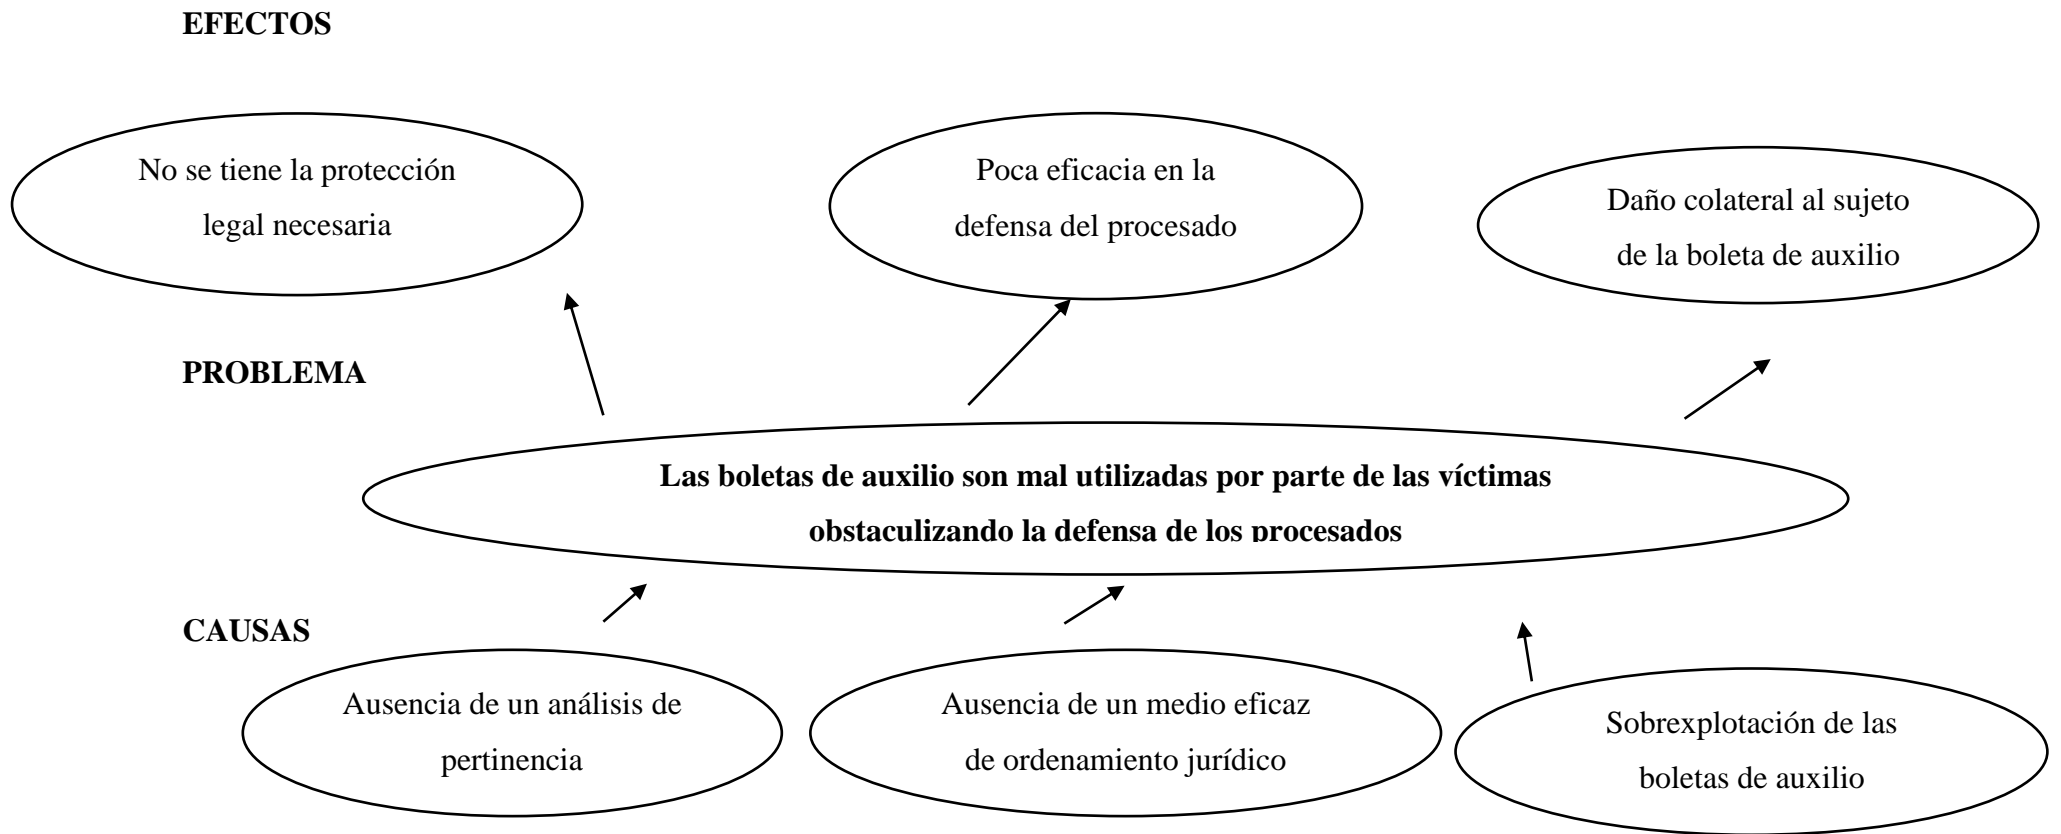 EFECTOS
No se tiene la protección
legal necesaria
Poca eficacia en la
defensa del procesado
Daño colateral al sujeto
de la boleta de auxilio
PROBLEMA
Las boletas de auxilio son mal utilizadas por parte de las víctimas
obstaculizando la defensa de los procesados
CAUSAS
Ausencia de un análisis de
pertinencia
Ausencia de un medio eficaz
de ordenamiento jurídico
Sobrexplotación de las
boletas de auxilio